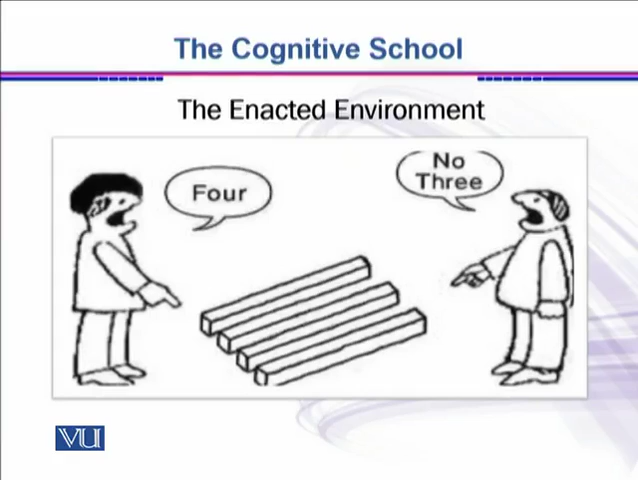 The Cognitive School
The Enacted Environment
Four
No
Three
VU